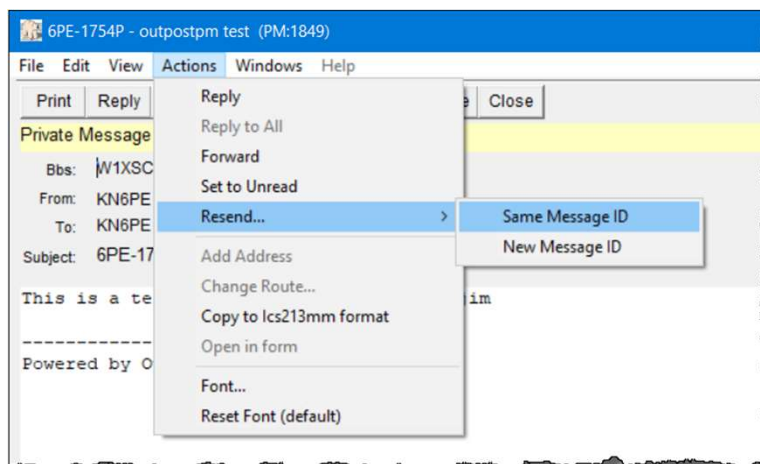 6PE-1754P - outpostpm test (PM:1849)
File Edit View Actions Windows Help
Print Reply Close
Private Message
Bbs: W1XSC
From: KN6PE
To: KN6PE
Subject: 6PE-17
This is a te jim
------------
Powered by O
Reply
Reply to All
Forward
Set to Unread
Resend... >
Same Message ID
New Message ID
Add Address
Change Route...
Copy to Ics213mm format
Open in form
Font...
Reset Font (default)